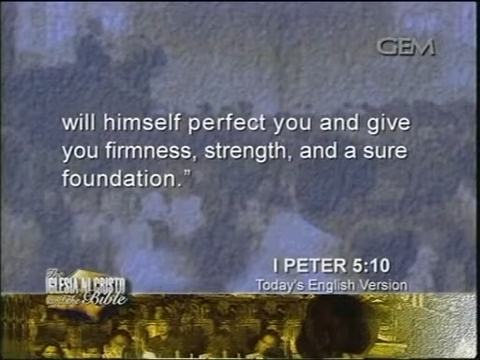 GEM
will himself perfect you and give
you firmness, strength, and a sure
foundation.”
I PETER 5:10
Today's English Version
The
IGLESIA NI CRISTO
and the Bible